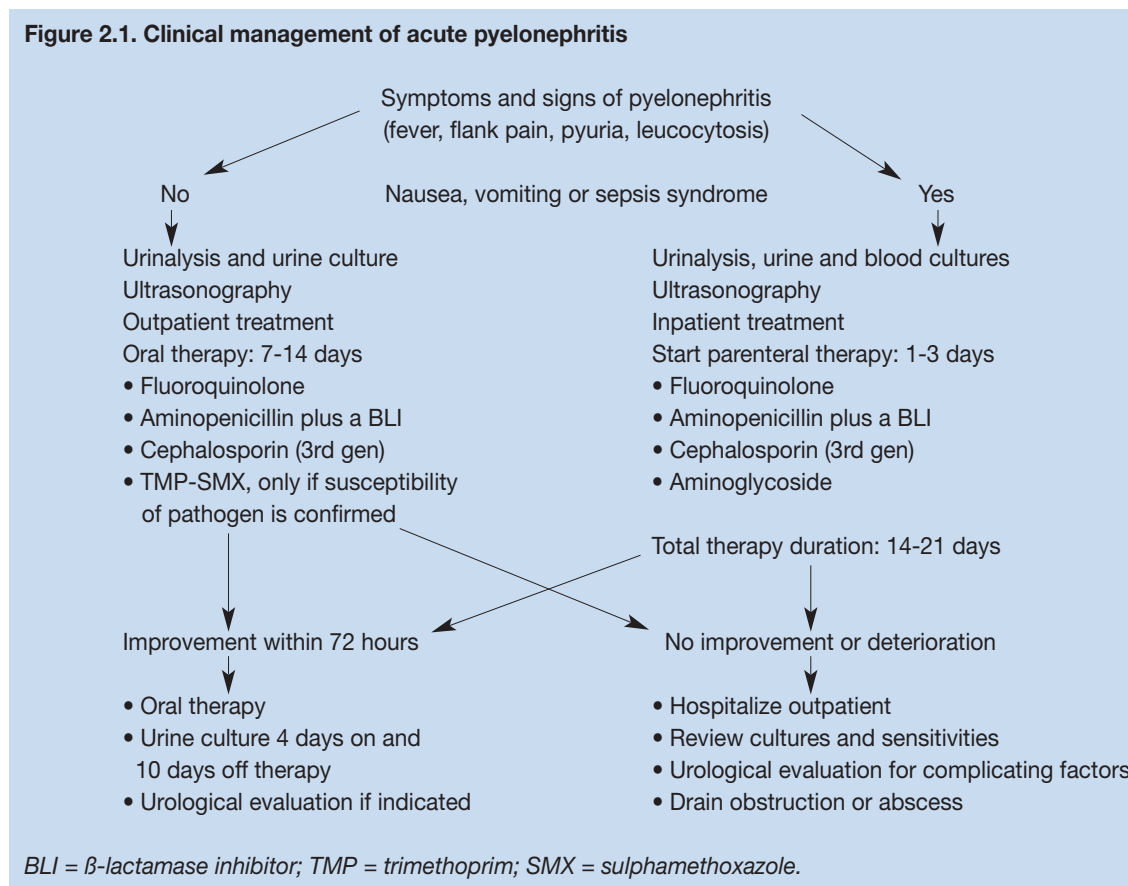 Figure 2.1. Clinical management of acute pyelonephritis
Symptoms and signs of pyelonephritis
(fever, flank pain, pyuria, leucocytosis)
No
Nausea, vomiting or sepsis syndrome
Yes
Urinalysis and urine culture
Ultrasonography
Outpatient treatment
Oral therapy: 7-14 days
• Fluoroquinolone
• Aminopenicillin plus a BLI
• Cephalosporin (3rd gen)
• TMP-SMX, only if susceptibility
of pathogen is confirmed
Urinalysis, urine and blood cultures
Ultrasonography
Inpatient treatment
Start parenteral therapy: 1-3 days
• Fluoroquinolone
• Aminopenicillin plus a BLI
• Cephalosporin (3rd gen)
• Aminoglycoside
Total therapy duration: 14-21 days
Improvement within 72 hours
• Oral therapy
• Urine culture 4 days on and
10 days off therapy
• Urological evaluation if indicated
No improvement or deterioration
• Hospitalize outpatient
• Review cultures and sensitivities
• Urological evaluation for complicating factors
• Drain obstruction or abscess
BLI = ß-lactamase inhibitor; TMP = trimethoprim; SMX = sulphamethoxazole.